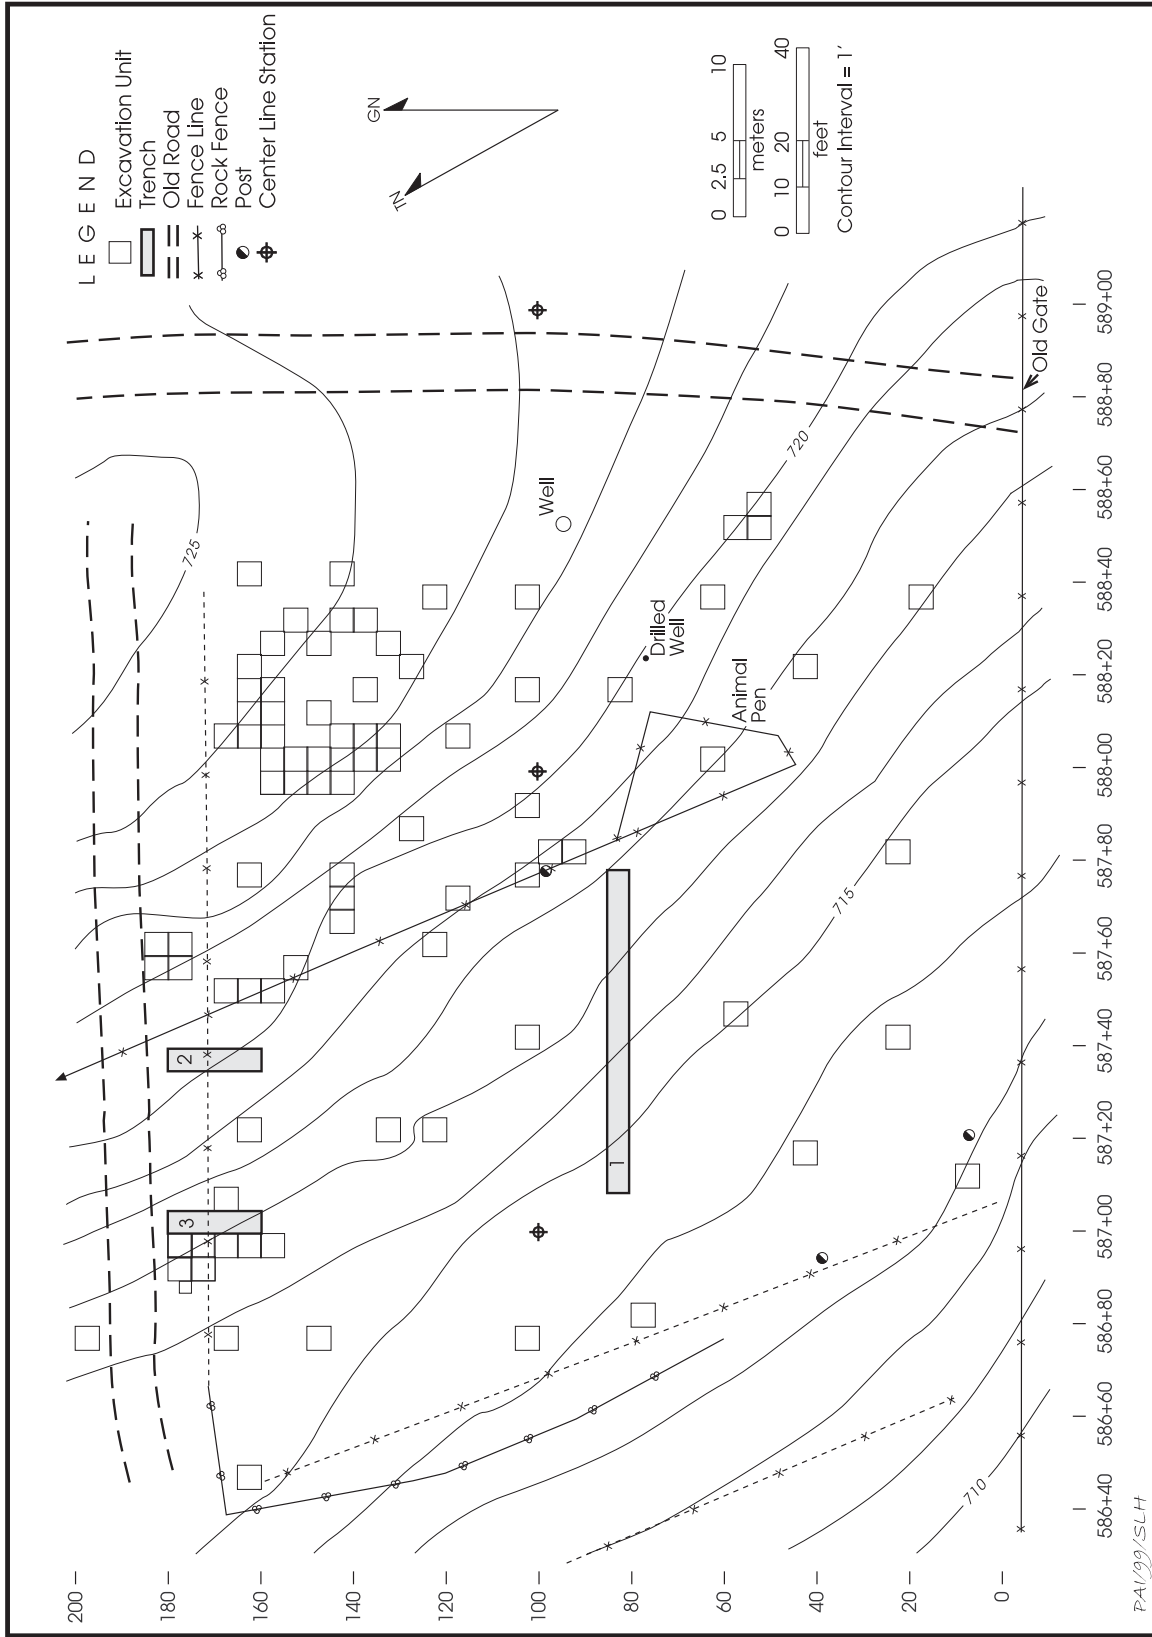 LEGEND
Excavation Unit
Trench
Old Road
Fence Line
Rock Fence
Post
Center Line Station
GN
TN
0 2.5 5 10
meters
0 10 20 40
feet
Contour Interval = 1'
725
720
715
710
Well
Drilled
Well
Animal
Pen
Old Gate
1
2
3
200
180
160
140
120
100
80
60
40
20
0
586+40
586+60
586+80
587+00
587+20
587+40
587+60
587+80
588+00
588+20
588+40
588+60
588+80
589+00
PAI/99/SLH